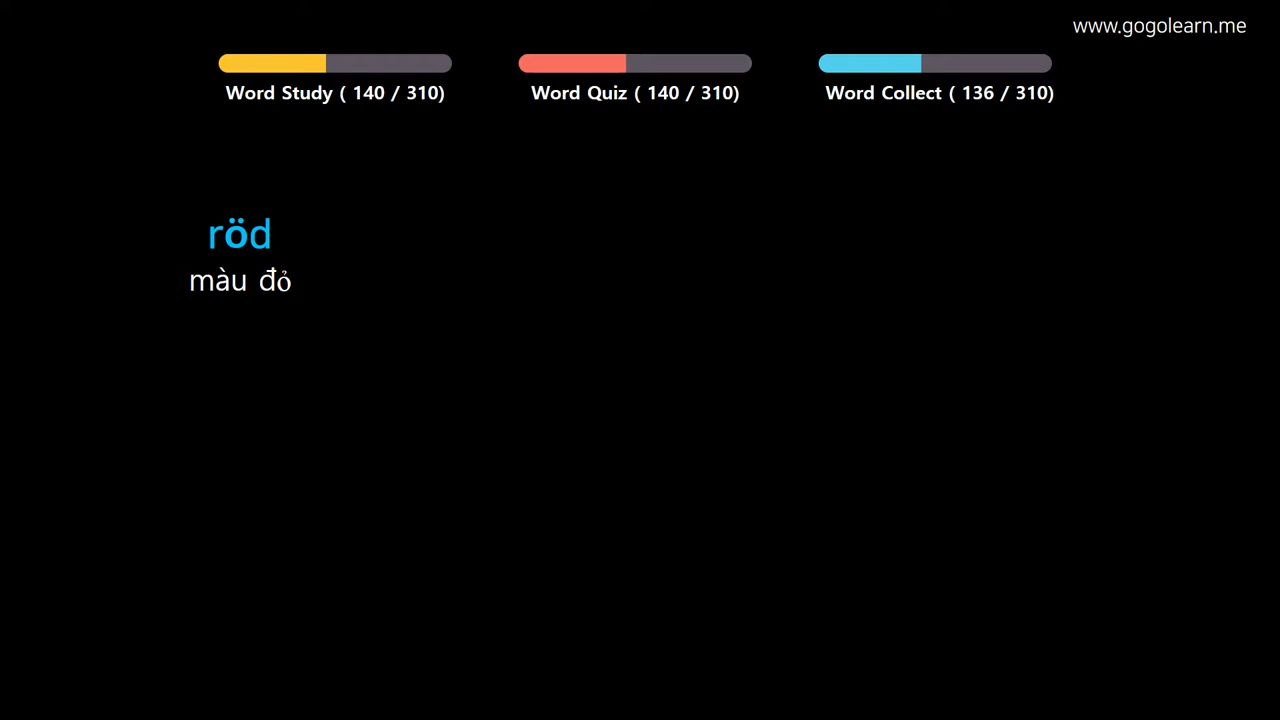 www.gogolearn.me
Word Study ( 140 / 310)
Word Quiz ( 140 / 310)
Word Collect ( 136 / 310)
röd
màu đỏ